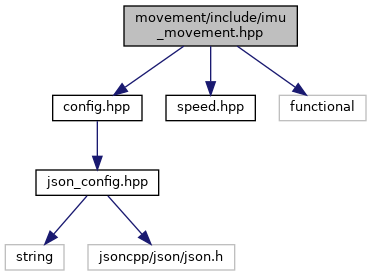 movement/include/imu
_movement.hpp
config.hpp
speed.hpp
functional
json_config.hpp
string
jsoncpp/json/json.h